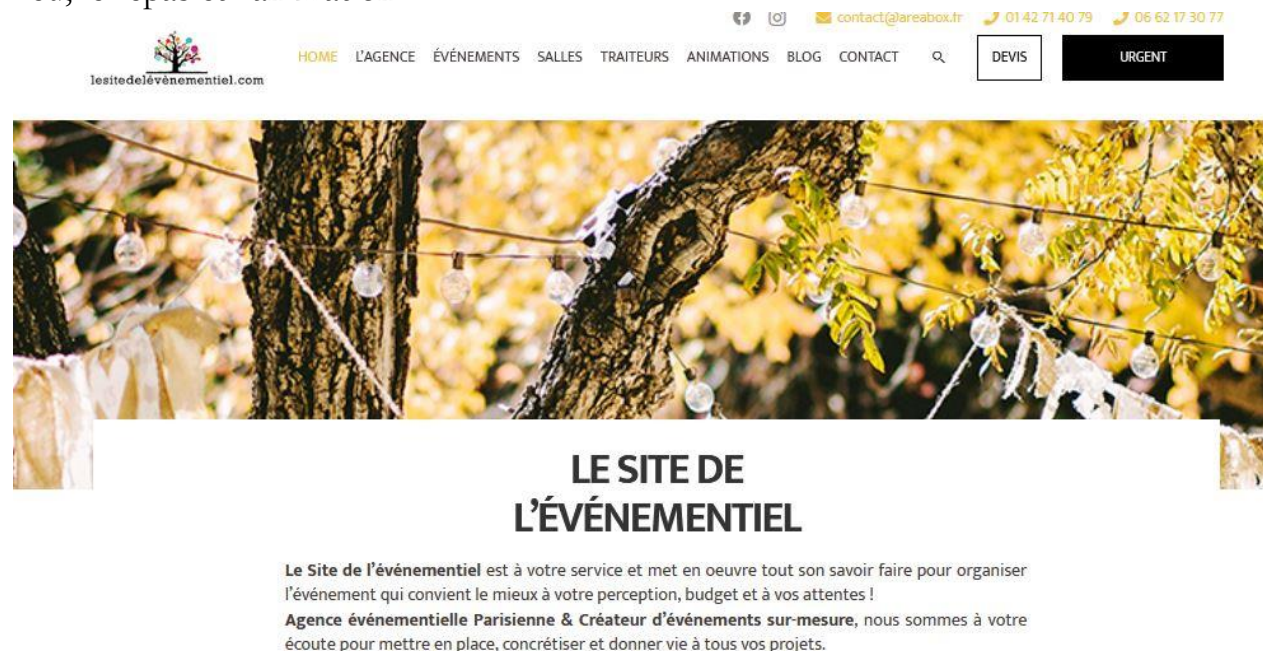 contact@areabox.fr 01 42 71 40 79 06 62 17 30 77
lesitedelévènementiel.com
HOME L'AGENCE ÉVÉNEMENTS SALLES TRAITEURS ANIMATIONS BLOG CONTACT DEVIS URGENT
LE SITE DE
L'ÉVÉNEMENTIEL
Le Site de l'événementiel est à votre service et met en oeuvre tout son savoir faire pour organiser
l'événement qui convient le mieux à votre perception, budget et à vos attentes !
Agence événementielle Parisienne & Créateur d'événements sur-mesure, nous sommes à votre
écoute pour mettre en place, concrétiser et donner vie à tous vos projets.